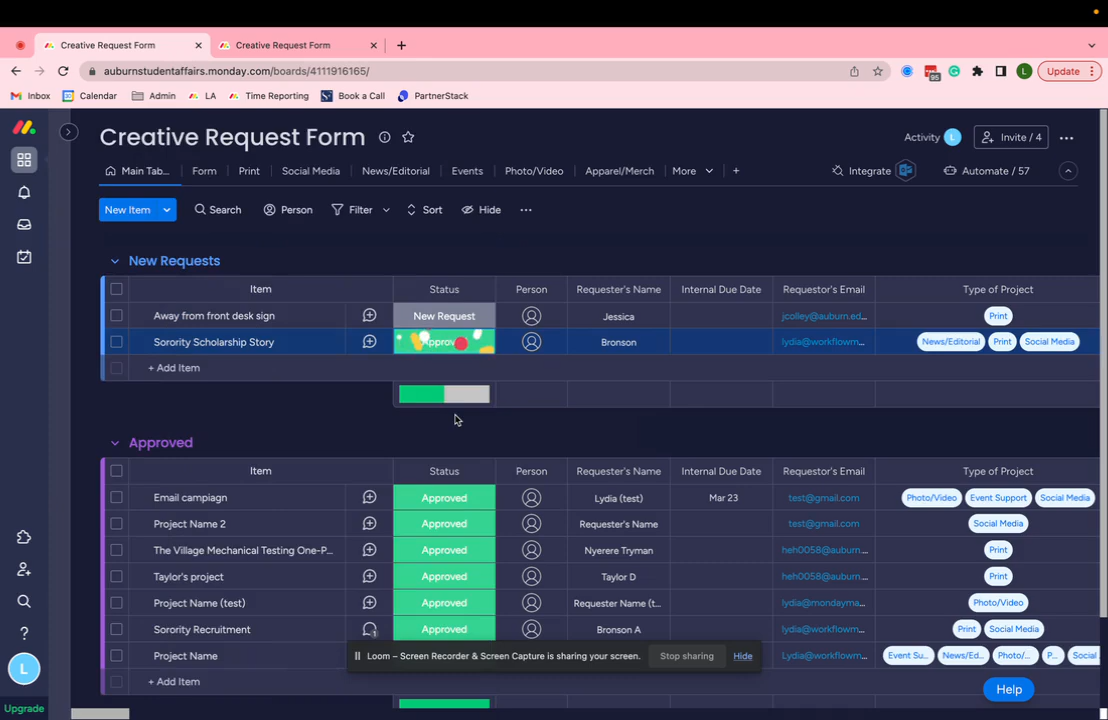 Creative Request Form
Creative Request Form
auburnstudentaffairs.monday.com/boards/4111916165/
95
L
Update
Inbox
Calendar
Admin
LA
Time Reporting
Book a Call
PartnerStack
Creative Request Form
Activity
L
Invite / 4
Main Tab...
Form
Print
Social Media
News/Editorial
Events
Photo/Video
Apparel/Merch
More
+
Integrate
Automate / 57
New Item
Search
Person
Filter
Sort
Hide
New Requests
Item
Status
Person
Requester's Name
Internal Due Date
Requestor's Email
Type of Project
Away from front desk sign
New Request
Jessica
jcolley@auburn.ed...
Print
Sorority Scholarship Story
Bronson
lydia@workflowm...
News/Editorial
Print
Social Media
+ Add Item
Approved
Item
Status
Person
Requester's Name
Internal Due Date
Requestor's Email
Type of Project
Email campiagn
Approved
Lydia (test)
Mar 23
test@gmail.com
Photo/Video
Event Support
Social Media
Project Name 2
Approved
Requester's Name
test@gmail.com
Social Media
The Village Mechanical Testing One-P...
Approved
Nyerere Tryman
heh0058@auburn...
Print
Taylor's project
Approved
Taylor D
heh0058@auburn...
Print
Project Name (test)
Approved
Requester Name (t...
lydia@mondayma...
Photo/Video
Sorority Recruitment
1
Approved
Bronson A
lydia@workflowm...
Print
Social Media
Project Name
Lydia@workflowm...
Event Su...
News/Ed...
Photo/...
P...
Social
+ Add Item
Loom – Screen Recorder & Screen Capture is sharing your screen.
Stop sharing
Hide
Help
?
L
Upgrade